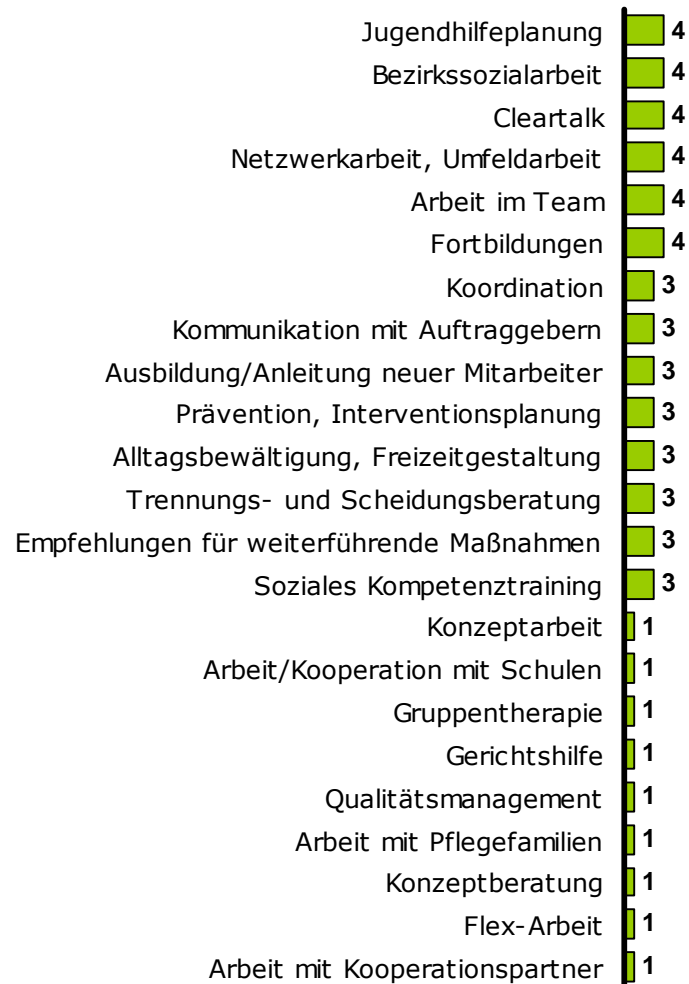 Jugendhilfeplanung 4
Bezirkssozialarbeit 4
Cleartalk 4
Netzwerkarbeit, Umfeldarbeit 4
Arbeit im Team 4
Fortbildungen 4
Koordination 3
Kommunikation mit Auftraggebern 3
Ausbildung/Anleitung neuer Mitarbeiter 3
Prävention, Interventionsplanung 3
Alltagsbewältigung, Freizeitgestaltung 3
Trennungs- und Scheidungsberatung 3
Empfehlungen für weiterführende Maßnahmen 3
Soziales Kompetenztraining 3
Konzeptarbeit 1
Arbeit/Kooperation mit Schulen 1
Gruppentherapie 1
Gerichtshilfe 1
Qualitätsmanagement 1
Arbeit mit Pflegefamilien 1
Konzeptberatung 1
Flex-Arbeit 1
Arbeit mit Kooperationspartner 1